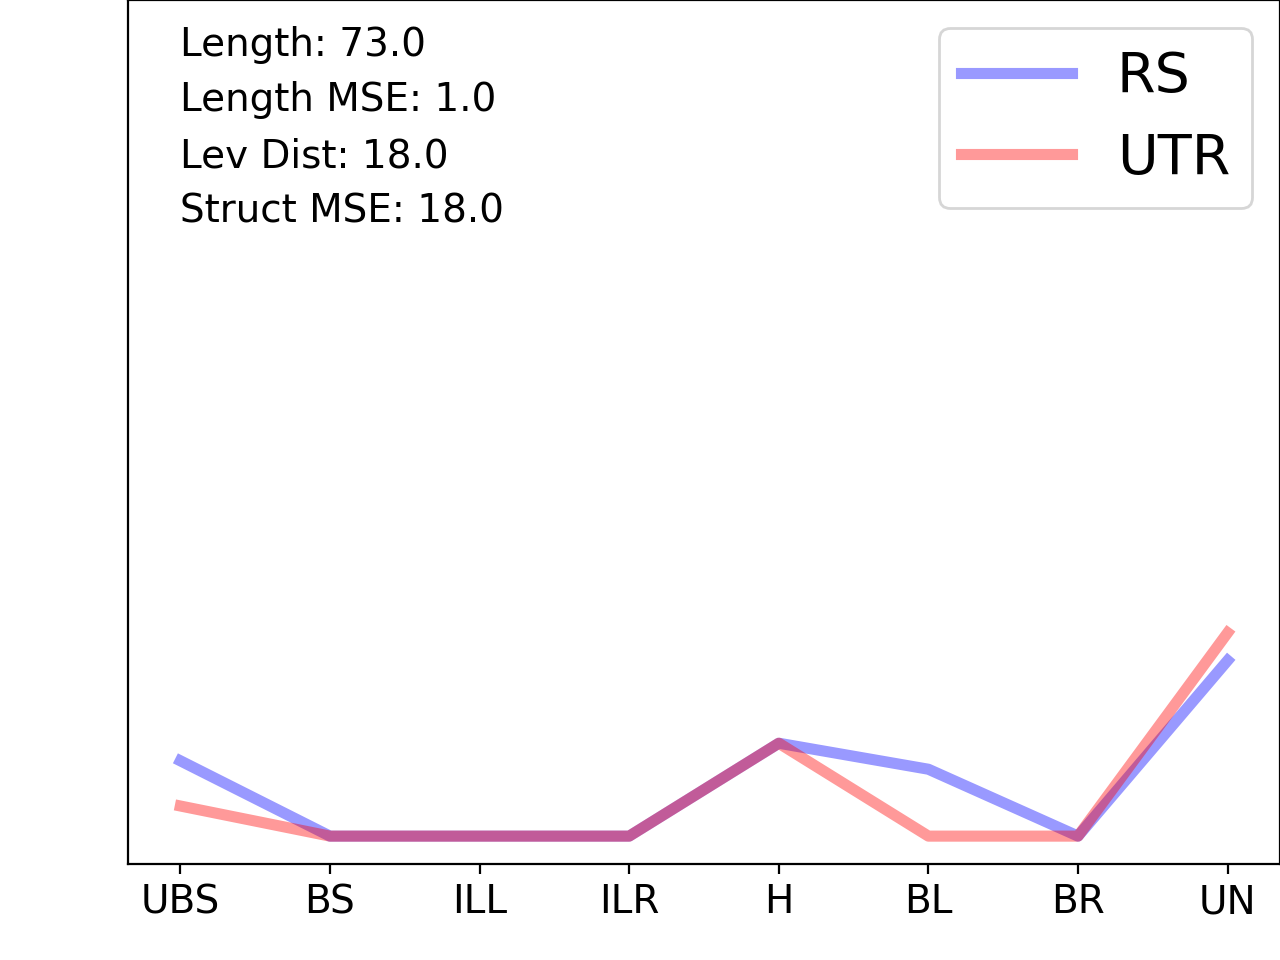 Length: 73.0
Length MSE: 1.0
Lev Dist: 18.0
Struct MSE: 18.0
RS
UTR
UBS BS ILL ILR H BL BR UN